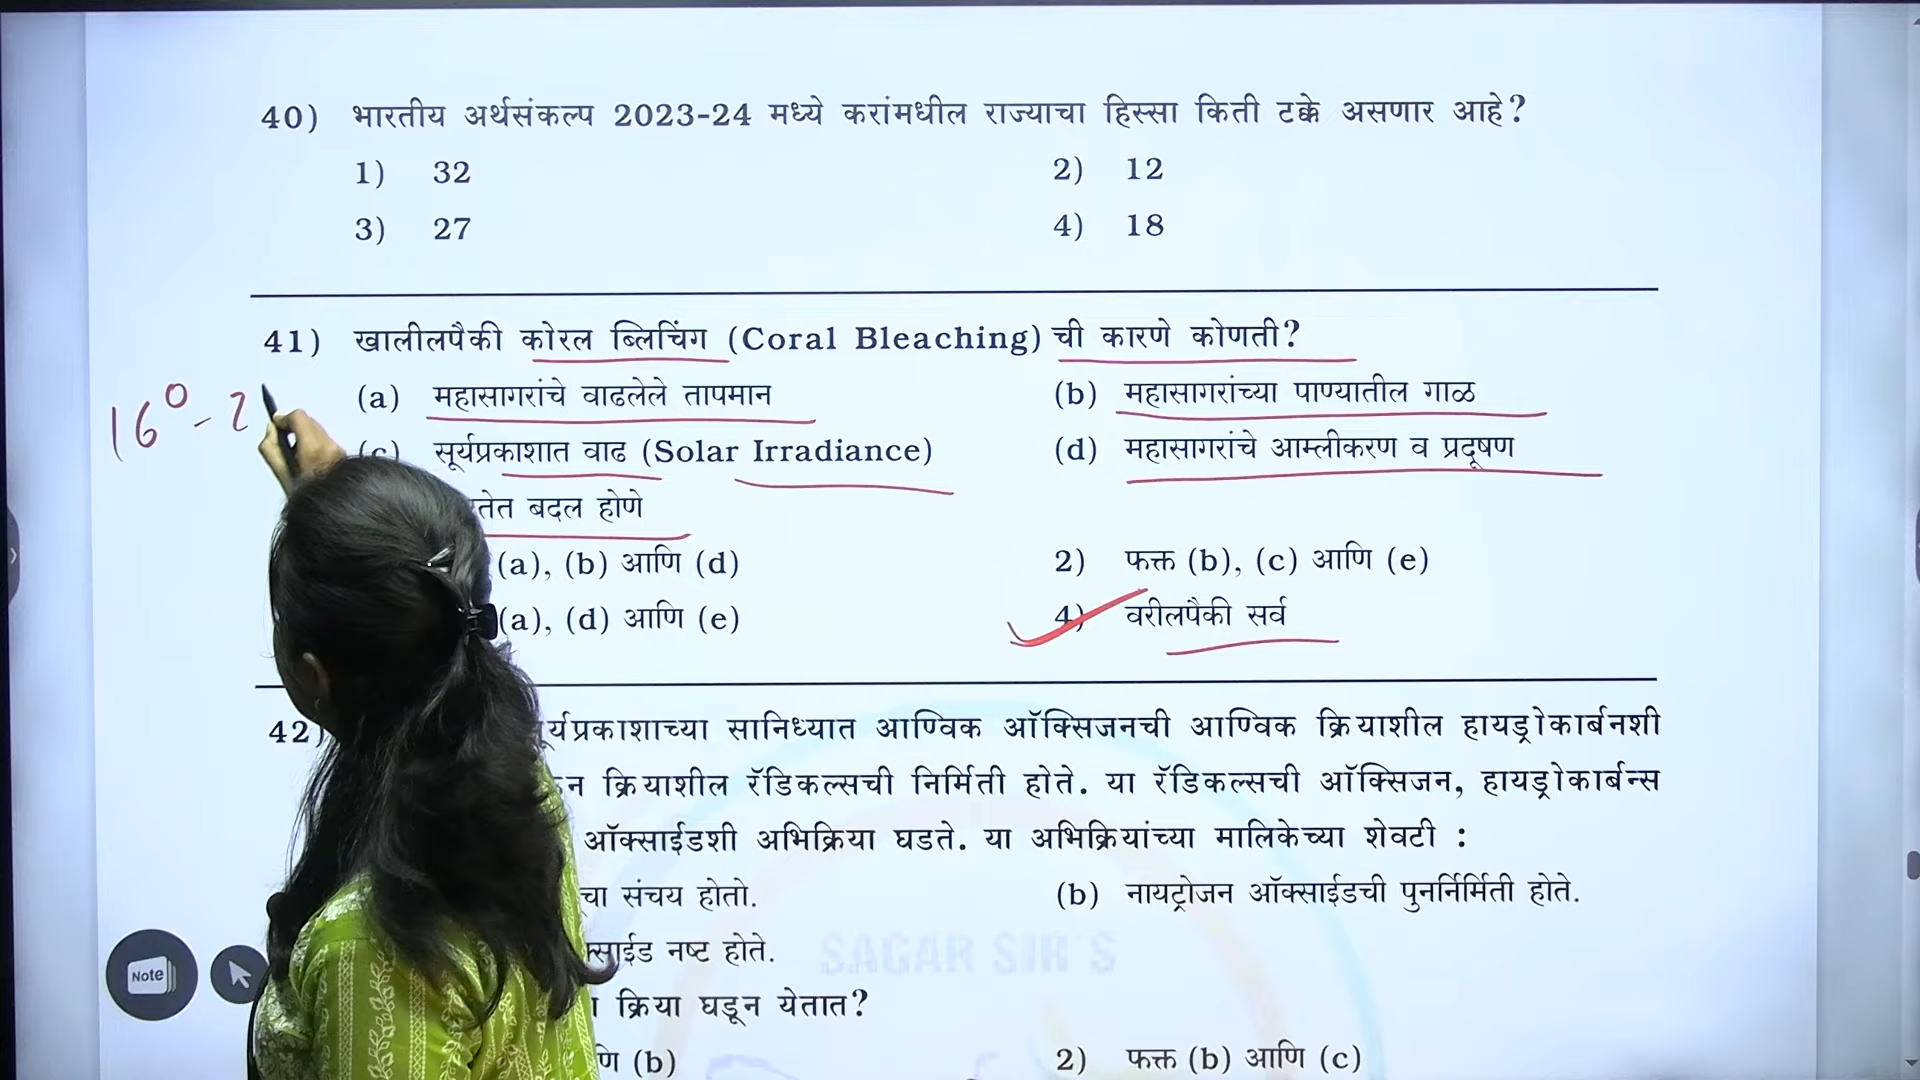 40) भारतीय अर्थसंकल्प 2023-24 मध्ये करांमधील राज्याचा हिस्सा किती टक्के असणार आहे?
1) 32 2) 12
3) 27 4) 18
41) खालीलपैकी कोरल ब्लिचिंग (Coral Bleaching) ची कारणे कोणती?
(a) महासागरांचे वाढलेले तापमान (b) महासागरांच्या पाण्यातील गाळ
16° - 2
(c) सूर्यप्रकाशात वाढ (Solar Irradiance) (d) महासागरांचे आम्लीकरण व प्रदूषण
तेत बदल होणे
(a), (b) आणि (d) 2) फक्त (b), (c) आणि (e)
(a), (d) आणि (e) 4) वरीलपैकी सर्व
42) र्यप्रकाशाच्या सानिध्यात आण्विक ऑक्सिजनची आण्विक क्रियाशील हायड्रोकार्बनशी
न क्रियाशील रॅडिकल्सची निर्मिती होते. या रॅडिकल्सची ऑक्सिजन, हायड्रोकार्बन्स
ऑक्साईडशी अभिक्रिया घडते. या अभिक्रियांच्या मालिकेच्या शेवटी :
चा संचय होतो. (b) नायट्रोजन ऑक्साईडची पुनर्निर्मिती होते.
क्साईड नष्ट होते.
SAGAR SIR'S
क्रिया घडून येतात?
णि (b) 2) फक्त (b) आणि (c)
Note